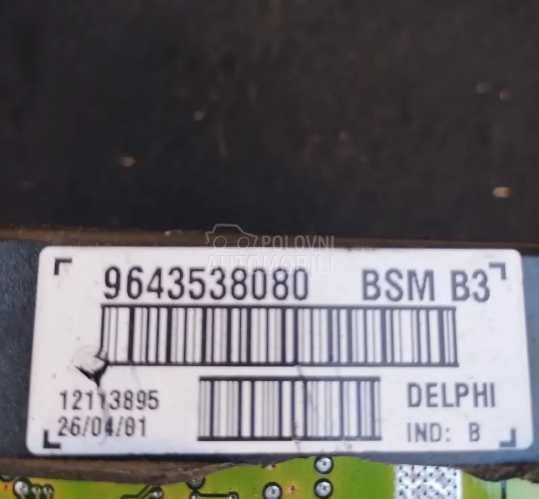 POLOVNI
AUTOMOBILI
9643538080 BSM B3
12113895
26/04/01
DELPHI
IND: B